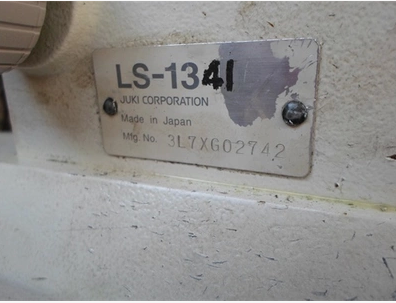 LS-1341
JUKI CORPORATION
Made in Japan
Mfg. No. 3L7XG02742